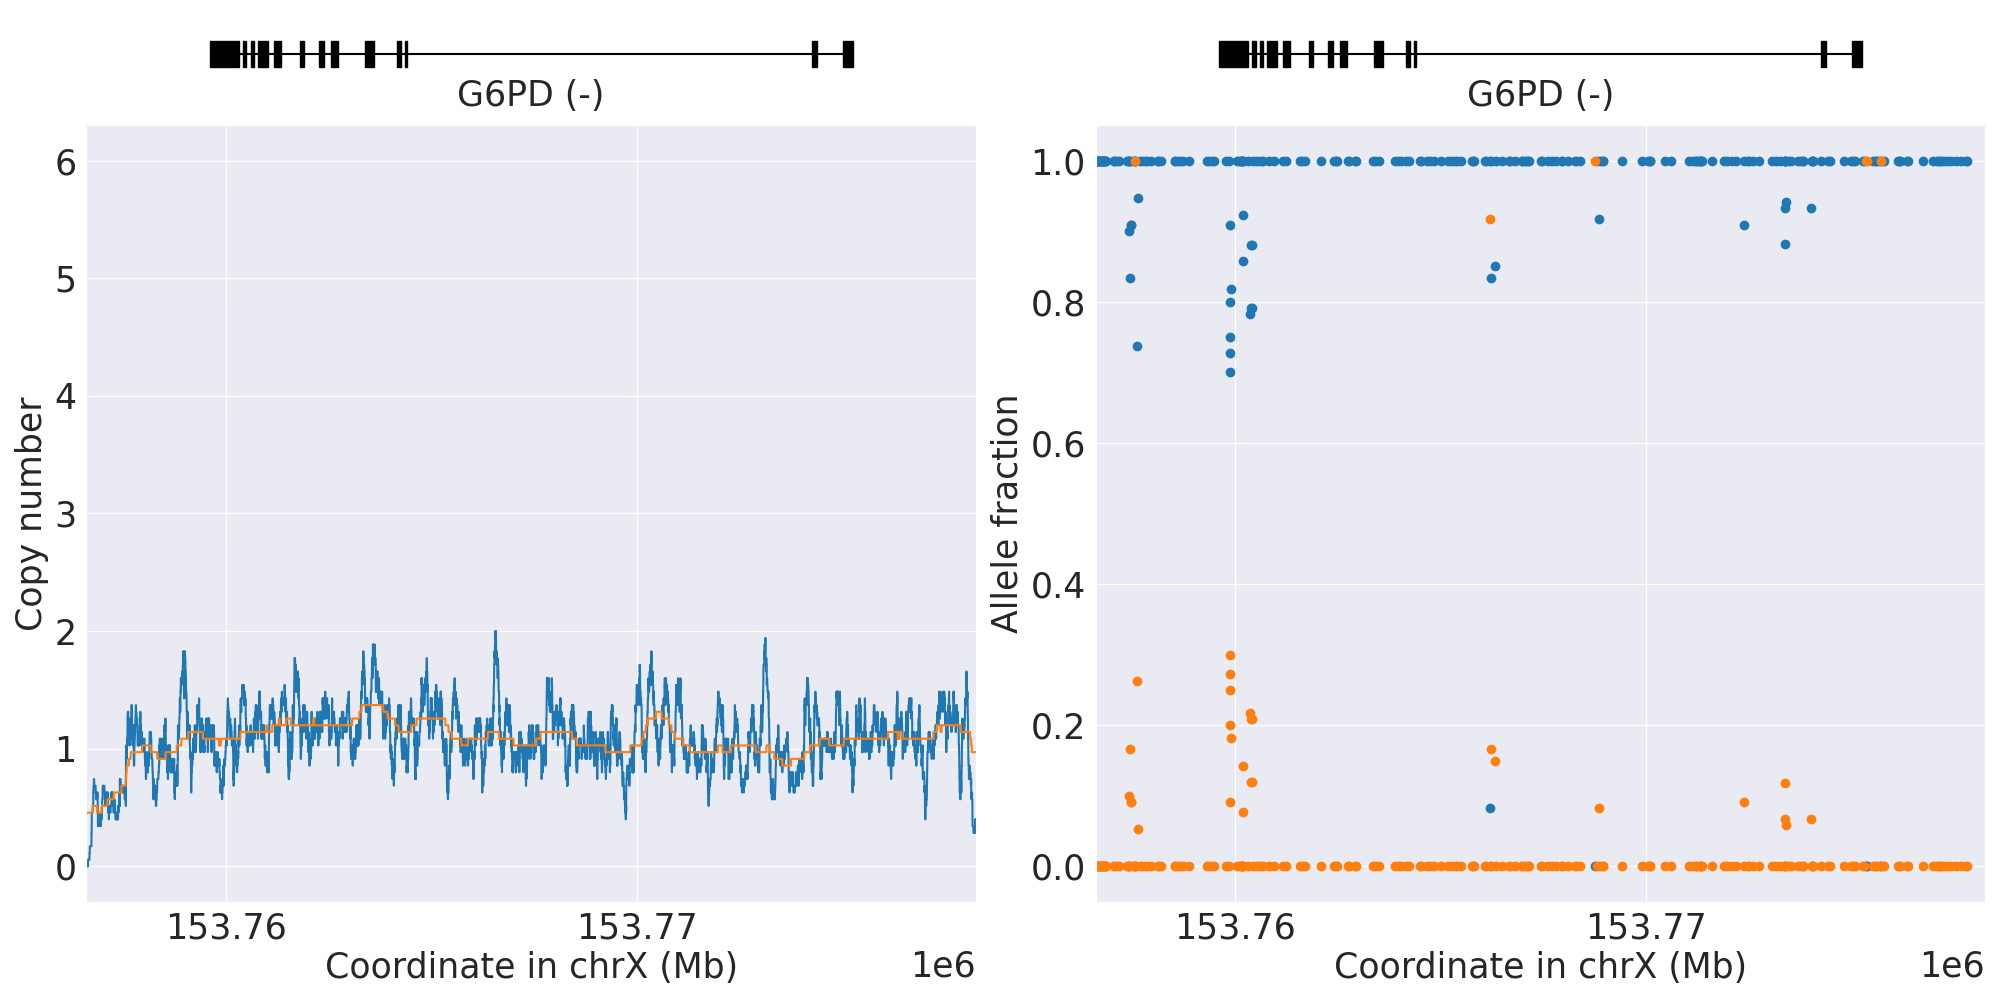 G6PD (-)
6
5
4
3
2
1
0
Copy number
153.76
153.77
Coordinate in chrX (Mb)
1e6
G6PD (-)
1.0
0.8
0.6
0.4
0.2
0.0
Allele fraction
153.76
153.77
Coordinate in chrX (Mb)
1e6